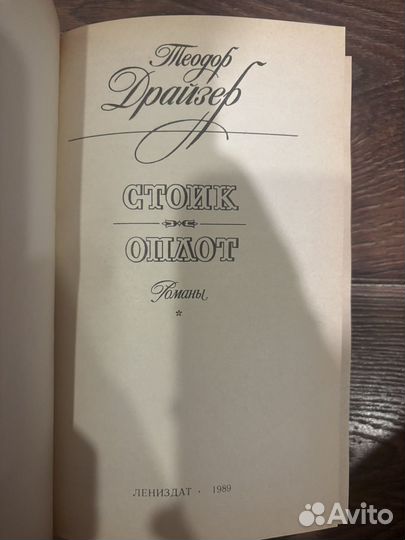 Теодор
Драйзер
СТОИК
ОПЛОТ
Романы
*
ЛЕНИЗДАТ · 1989
Avito